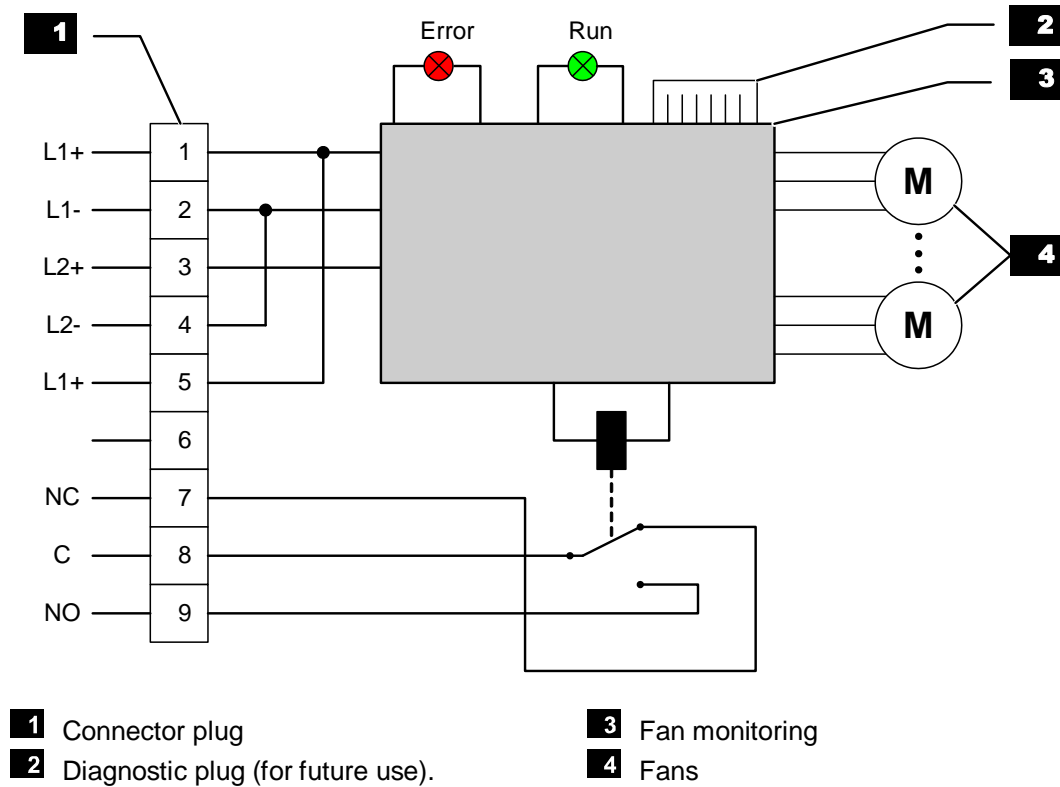 1
Error
Run
2
3
L1+ 1
L1- 2
L2+ 3
L2- 4
L1+ 5
6
NC 7
C 8
NO 9
M
M
4
1 Connector plug
2 Diagnostic plug (for future use).
3 Fan monitoring
4 Fans